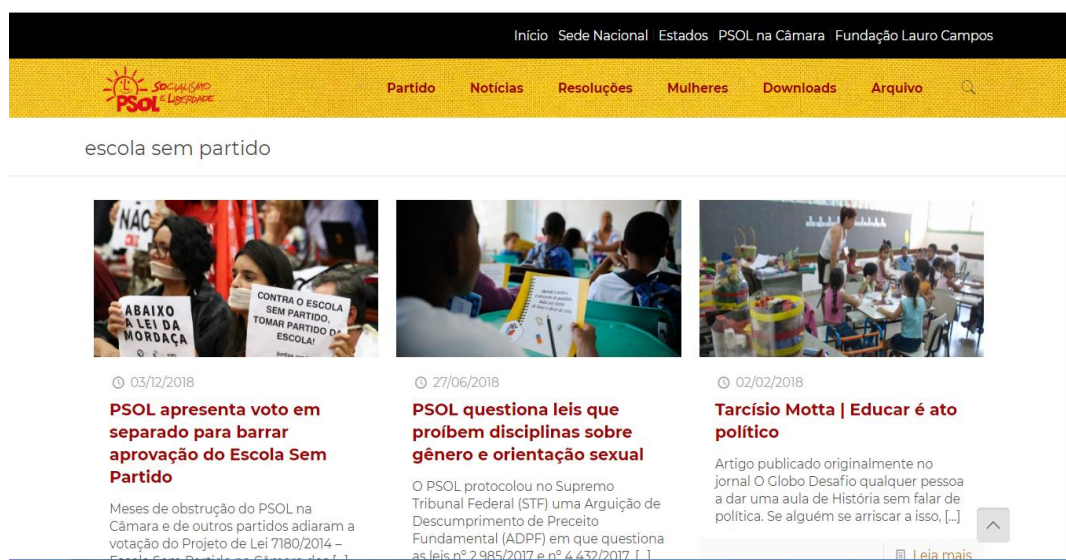 Início Sede Nacional Estados PSOL na Câmara Fundação Lauro Campos
SOCIALISMO
E LIBERDADE
PSOL
Partido Notícias Resoluções Mulheres Downloads Arquivo
escola sem partido
NÃO
ABAIXO
A LEI DA
MORDAÇA
CONTRA O ESCOLA
SEM PARTIDO,
TOMAR PARTIDO DA
ESCOLA!
03/12/2018
PSOL apresenta voto em
separado para barrar
aprovação do Escola Sem
Partido
Meses de obstrução do PSOL na
Câmara e de outros partidos adiaram a
votação do Projeto de Lei 7180/2014 –
Escola Sem Partido na Câmara dos [...]
27/06/2018
PSOL questiona leis que
proíbem disciplinas sobre
gênero e orientação sexual
O PSOL protocolou no Supremo
Tribunal Federal (STF) uma Arguição de
Descumprimento de Preceito
Fundamental (ADPF) em que questiona
as leis nº 2.985/2017 e nº 4.432/2017, [...]
02/02/2018
Tarcísio Motta | Educar é ato
político
Artigo publicado originalmente no
jornal O Globo Desafio qualquer pessoa
a dar uma aula de História sem falar de
política. Se alguém se arriscar a isso, [...]
Leia mais